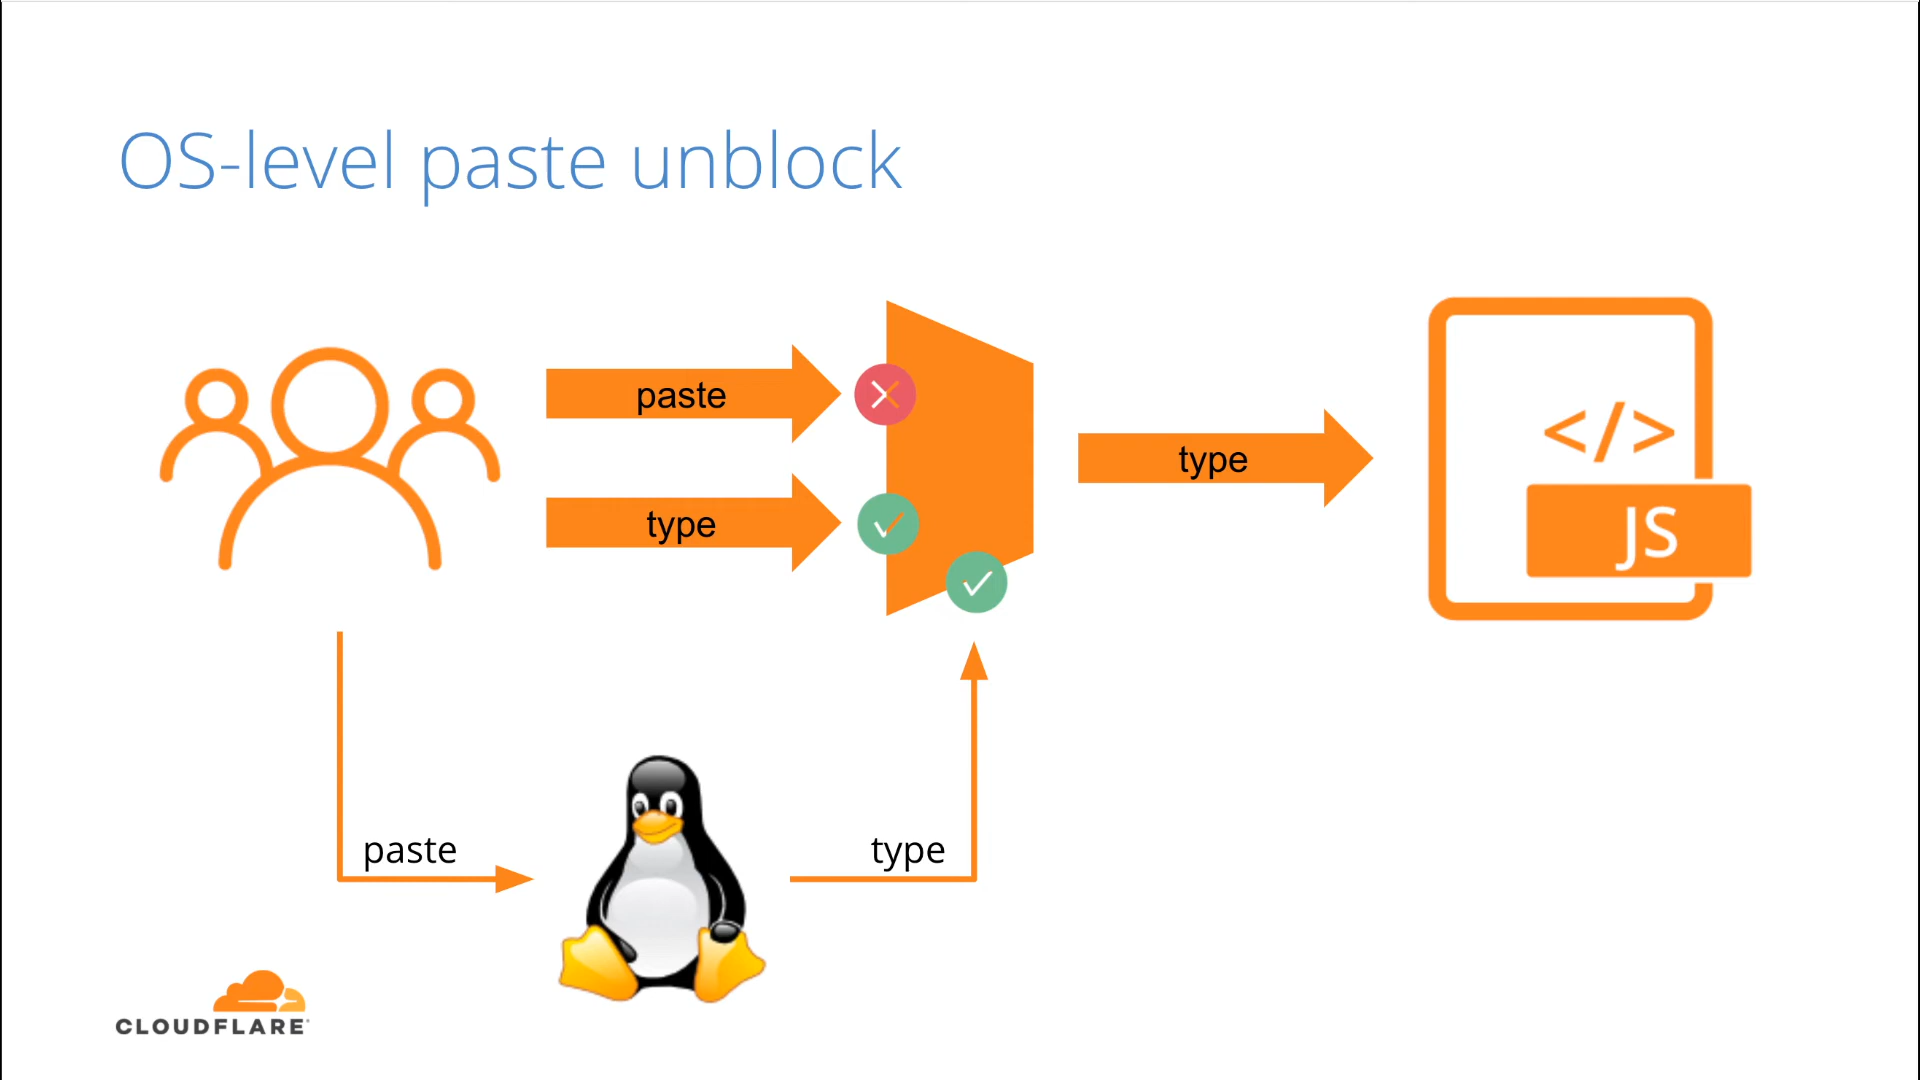 OS-level paste unblock
paste
type
type
</>
JS
paste
type
CLOUDFLARE